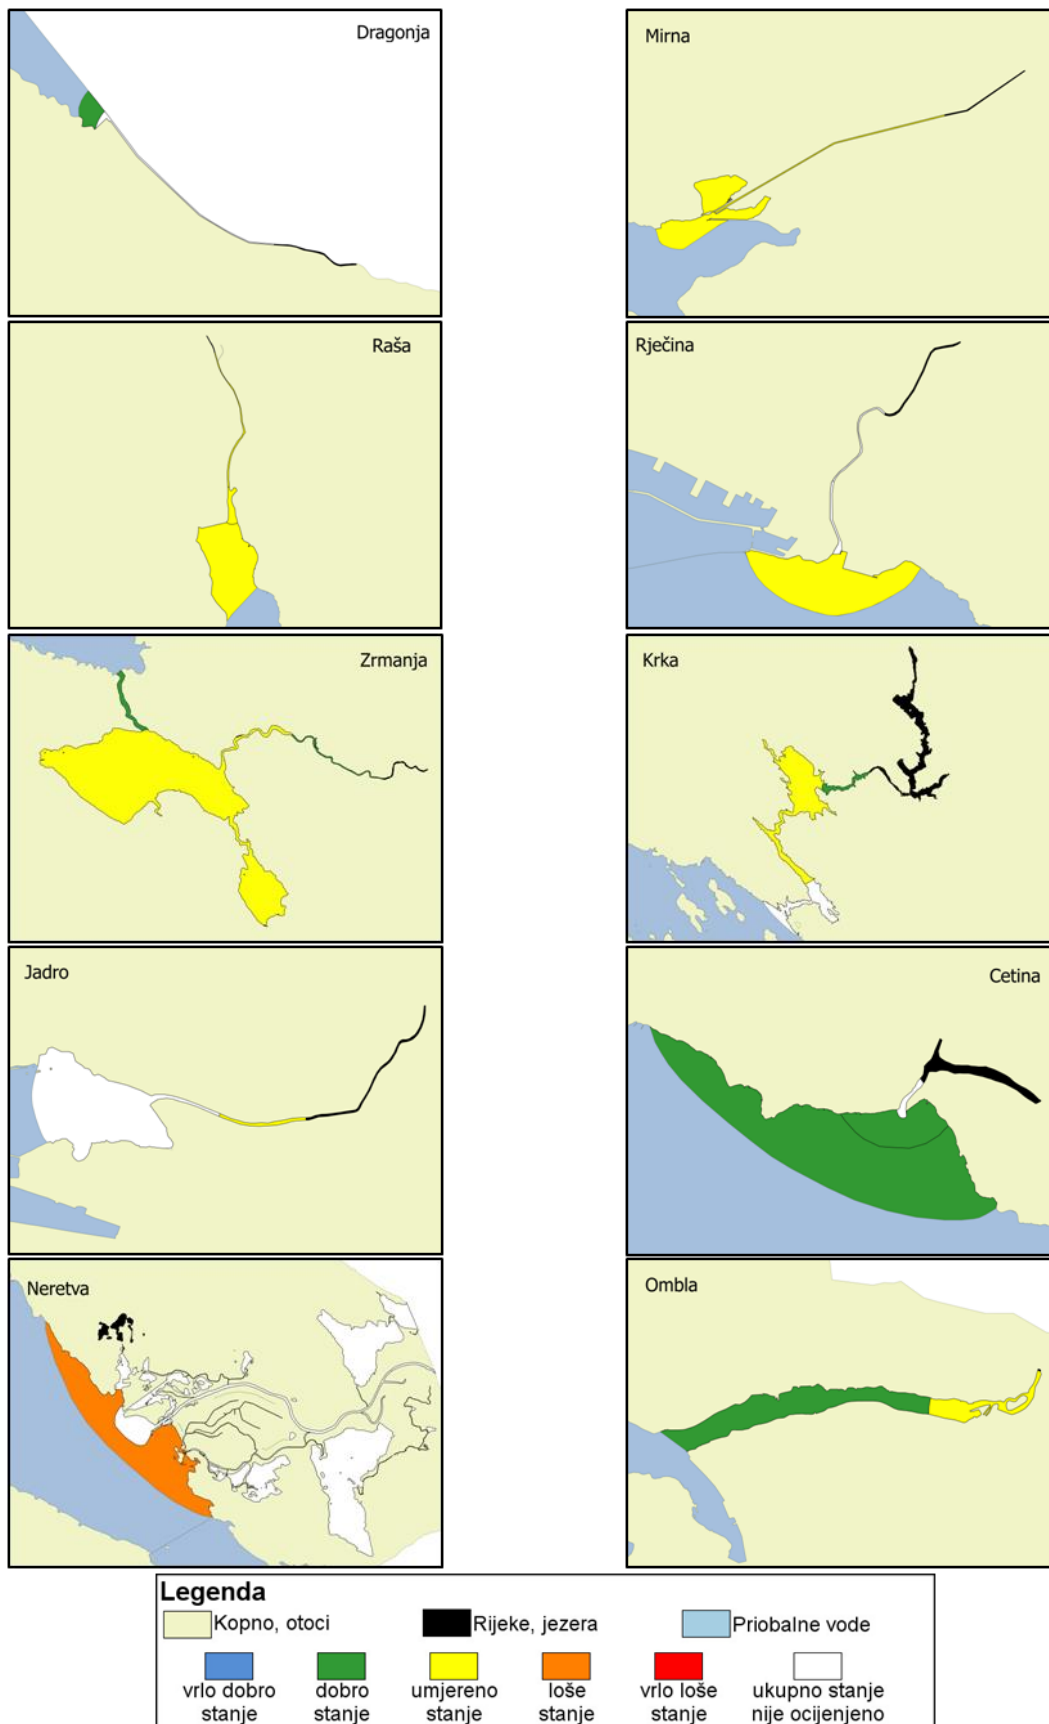 Dragonja
Mirna
Raša
Rječina
Zrmanja
Krka
Jadro
Cetina
Neretva
Ombla
Legenda
Kopno, otoci
Rijeke, jezera
Priobalne vode
vrlo dobro
stanje
dobro
stanje
umjereno
stanje
loše
stanje
vrlo loše
stanje
ukupno stanje
nije ocijenjeno